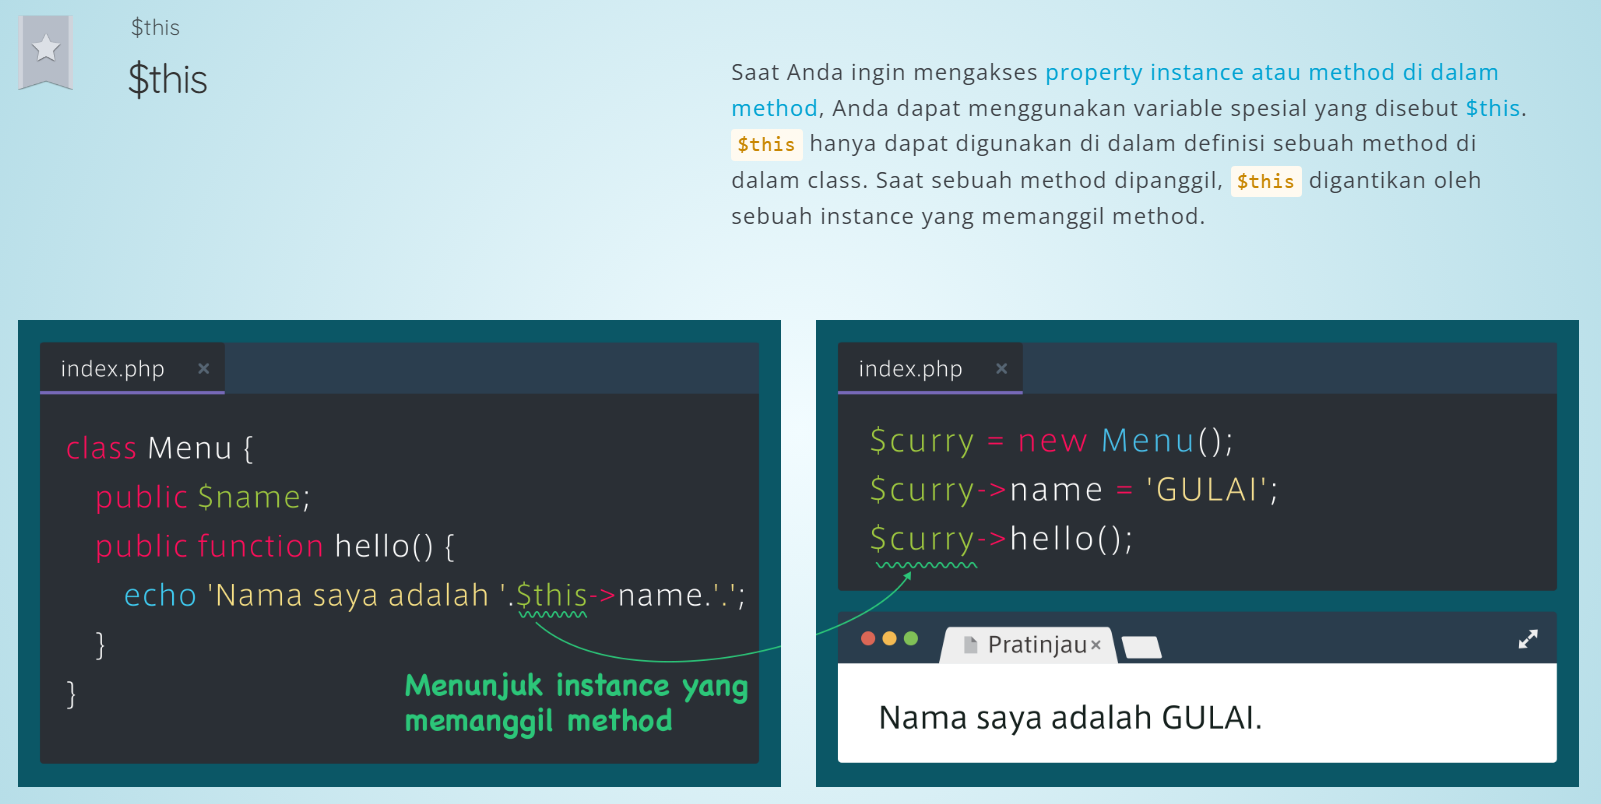 $this
$this
Saat Anda ingin mengakses property instance atau method di dalam
method, Anda dapat menggunakan variable spesial yang disebut $this.
$this hanya dapat digunakan di dalam definisi sebuah method di
dalam class. Saat sebuah method dipanggil, $this digantikan oleh
sebuah instance yang memanggil method.
index.php ×
class Menu {
public $name;
public function hello() {
echo 'Nama saya adalah '.$this->name.'.';
}
}
Menunjuk instance yang
memanggil method
index.php ×
$curry = new Menu();
$curry->name = 'GULAI';
$curry->hello();
Pratinjau ×
Nama saya adalah GULAI.